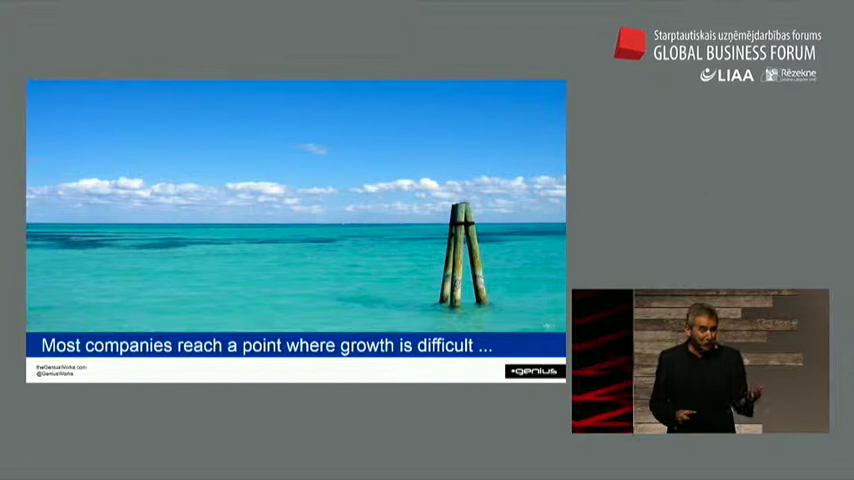 Starptautiskais uzņēmējdarbības forums
GLOBAL BUSINESS FORUM
LIAA
Rēzekne
Most companies reach a point where growth is difficult ...
theGeniusWorks.com
@GeniusWorks
genius